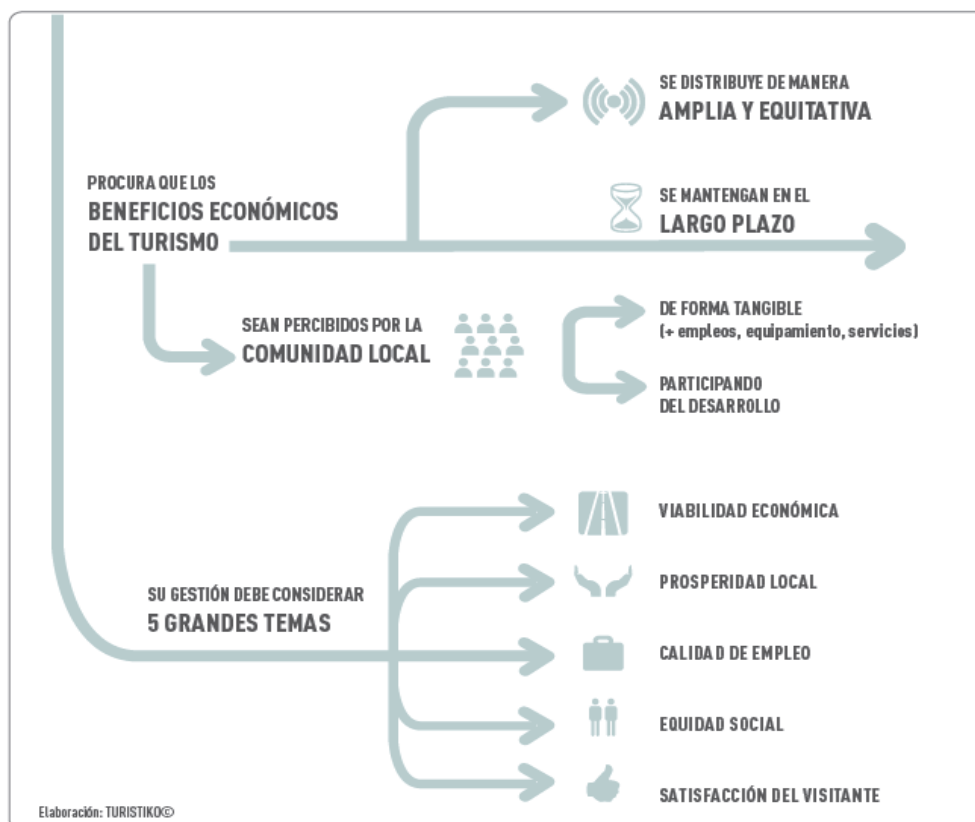 SE DISTRIBUYE DE MANERA
AMPLIA Y EQUITATIVA
PROCURA QUE LOS
BENEFICIOS ECONÓMICOS
DEL TURISMO
SE MANTENGAN EN EL
LARGO PLAZO
SEAN PERCIBIDOS POR LA
COMUNIDAD LOCAL
DE FORMA TANGIBLE
(+ empleos, equipamiento, servicies)
PARTICIPANDO
DEL DESARROLLO
SU GESTIÓN DEBE CONSIDERAR
5 GRANDES TEMAS
VIABILIDAD ECONÓMICA
PROSPERIDAD LOCAL
CALIDAD DE EMPLEO
EQUIDAD SOCIAL
SATISFACCIÓN DEL VISITANTE
Elaboración: TURISTIKO©